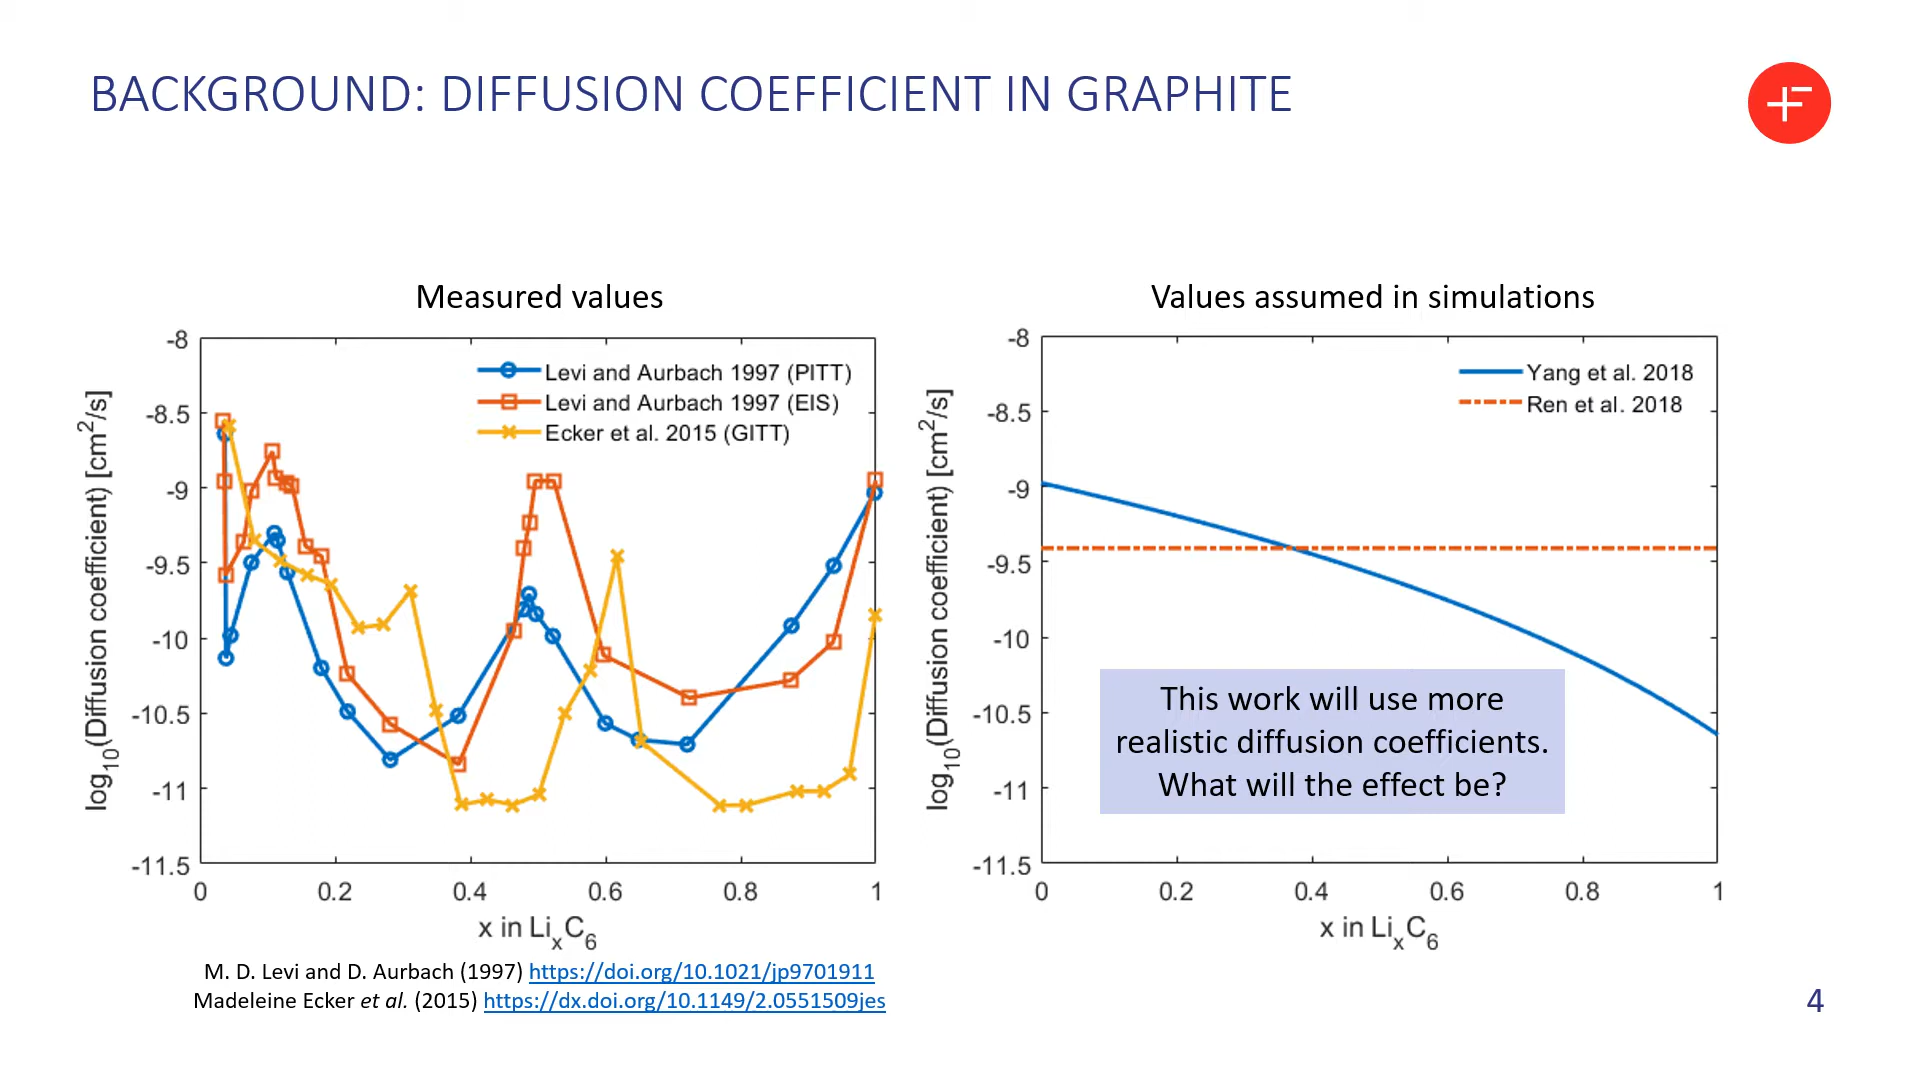 BACKGROUND: DIFFUSION COEFFICIENT IN GRAPHITE
Measured values
-8
-8.5
-9
-9.5
-10
-10.5
-11
-11.5
log10(Diffusion coefficient) [cm2/s]
Levi and Aurbach 1997 (PITT)
Levi and Aurbach 1997 (EIS)
Ecker et al. 2015 (GITT)
0 0.2 0.4 0.6 0.8 1
x in LixC6
M. D. Levi and D. Aurbach (1997) https://doi.org/10.1021/jp9701911
Madeleine Ecker et al. (2015) https://dx.doi.org/10.1149/2.0551509jes
Values assumed in simulations
-8
-8.5
-9
-9.5
-10
-10.5
-11
-11.5
log10(Diffusion coefficient) [cm2/s]
Yang et al. 2018
Ren et al. 2018
This work will use more
realistic diffusion coefficients.
What will the effect be?
0 0.2 0.4 0.6 0.8 1
x in LixC6
4